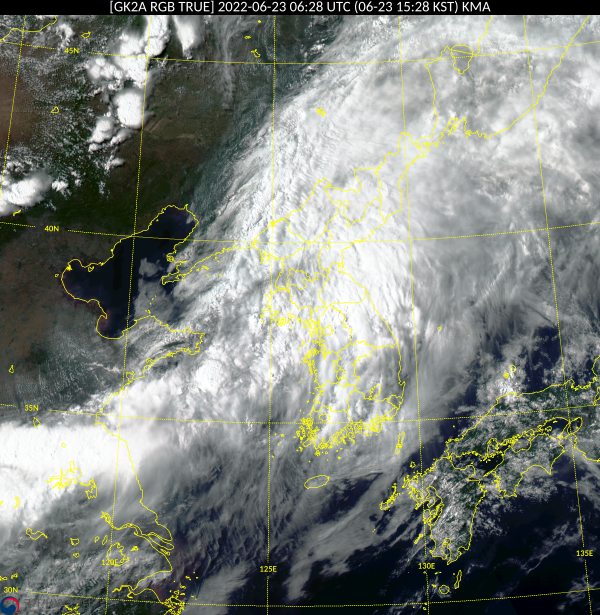 [GK2A RGB TRUE] 2022-06-23 06:28 UTC (06-23 15:28 KST) KMA
45N
40N
35N
120E
125E
130E
135E
30N